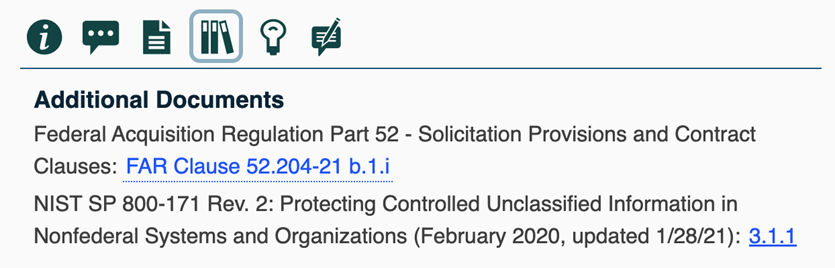 Additional Documents
Federal Acquisition Regulation Part 52 - Solicitation Provisions and Contract
Clauses: FAR Clause 52.204-21 b.1.i
NIST SP 800-171 Rev. 2: Protecting Controlled Unclassified Information in
Nonfederal Systems and Organizations (February 2020, updated 1/28/21): 3.1.1